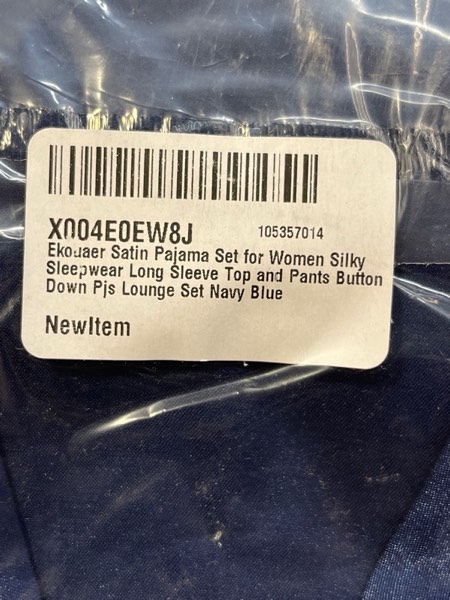 X004E0EW8J 105357014
Ekouaer Satin Pajama Set for Women Silky
Sleepwear Long Sleeve Top and Pants Button
Down Pjs Lounge Set Navy Blue
NewItem